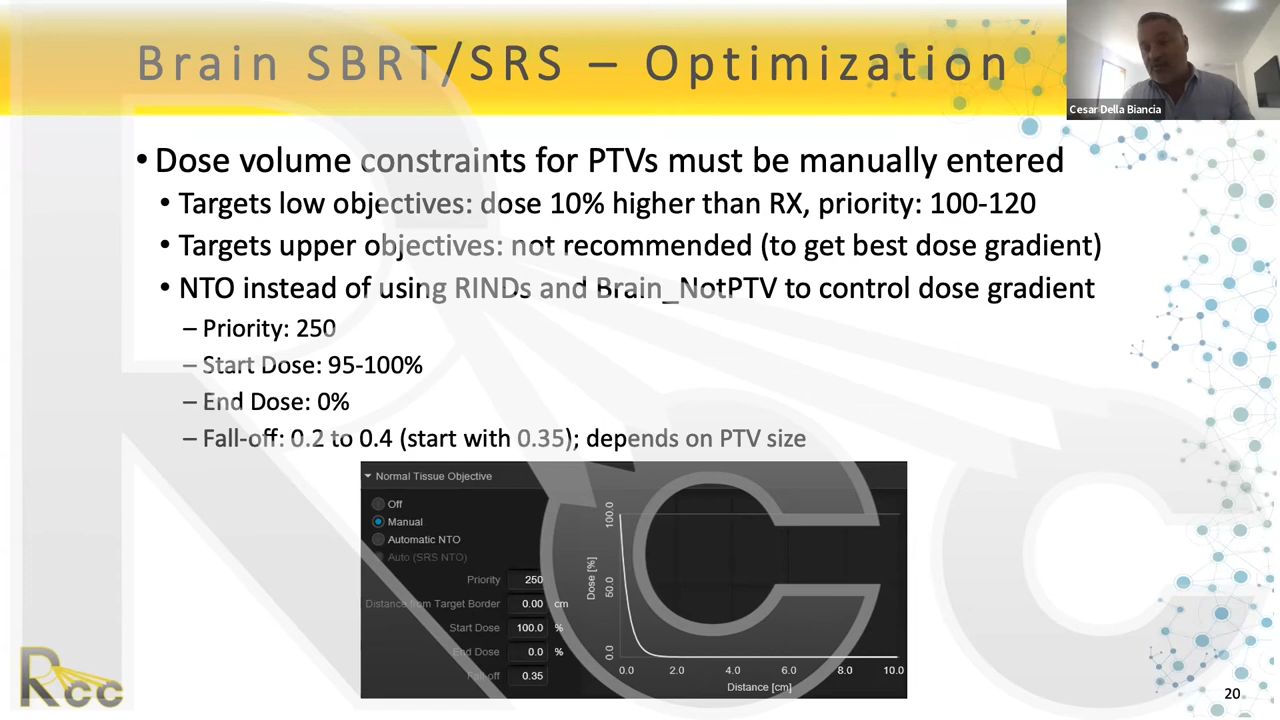 Brain SBRT/SRS – Optimization
Cesar Della Biancia
• Dose volume constraints for PTVs must be manually entered
• Targets low objectives: dose 10% higher than RX, priority: 100-120
• Targets upper objectives: not recommended (to get best dose gradient)
• NTO instead of using RINDs and Brain_NotPTV to control dose gradient
– Priority: 250
– Start Dose: 95-100%
– End Dose: 0%
– Fall-off: 0.2 to 0.4 (start with 0.35); depends on PTV size
Normal Tissue Objective
Off
Manual
Automatic NTO
Auto (SRS NTO)
Priority 250
Distance from Target Border 0.00 cm
Start Dose 100.0 %
End Dose 0.0 %
Fall-off 0.35
Dose [%]
100.0
50.0
0.0
0.0 2.0 4.0 6.0 8.0 10.0
Distance [cm]
Rcc
Rcc
20